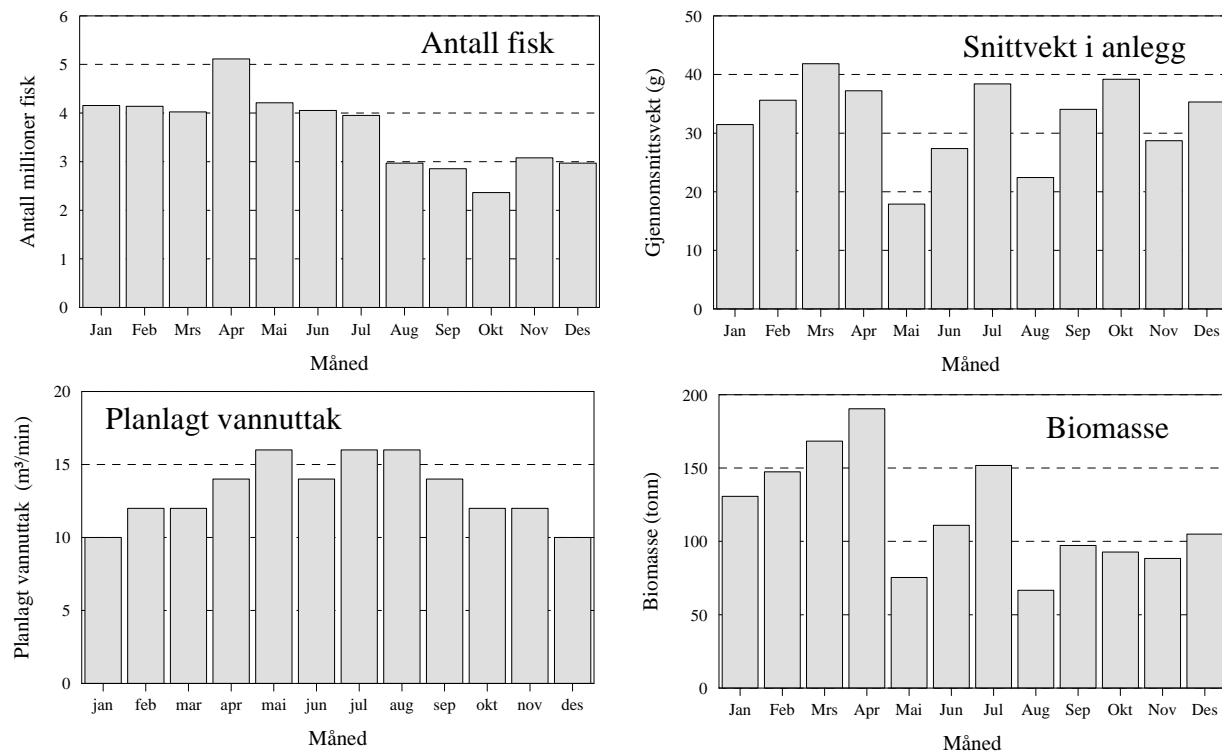 Antall fisk
Antall millioner fisk
6
5
4
3
2
1
0
Jan Feb Mrs Apr Mai Jun Jul Aug Sep Okt Nov Des
Måned
Snittvekt i anlegg
Gjennomsnittsvekt (g)
50
40
30
20
10
0
Jan Feb Mrs Apr Mai Jun Jul Aug Sep Okt Nov Des
Måned
Planlagt vannuttak
Planlagt vannuttak (m³/min)
20
15
10
5
0
jan feb mar apr mai jun jul aug sep okt nov des
Måned
Biomasse
Biomasse (tonn)
200
150
100
50
0
Jan Feb Mrs Apr Mai Jun Jul Aug Sep Okt Nov Des
Måned